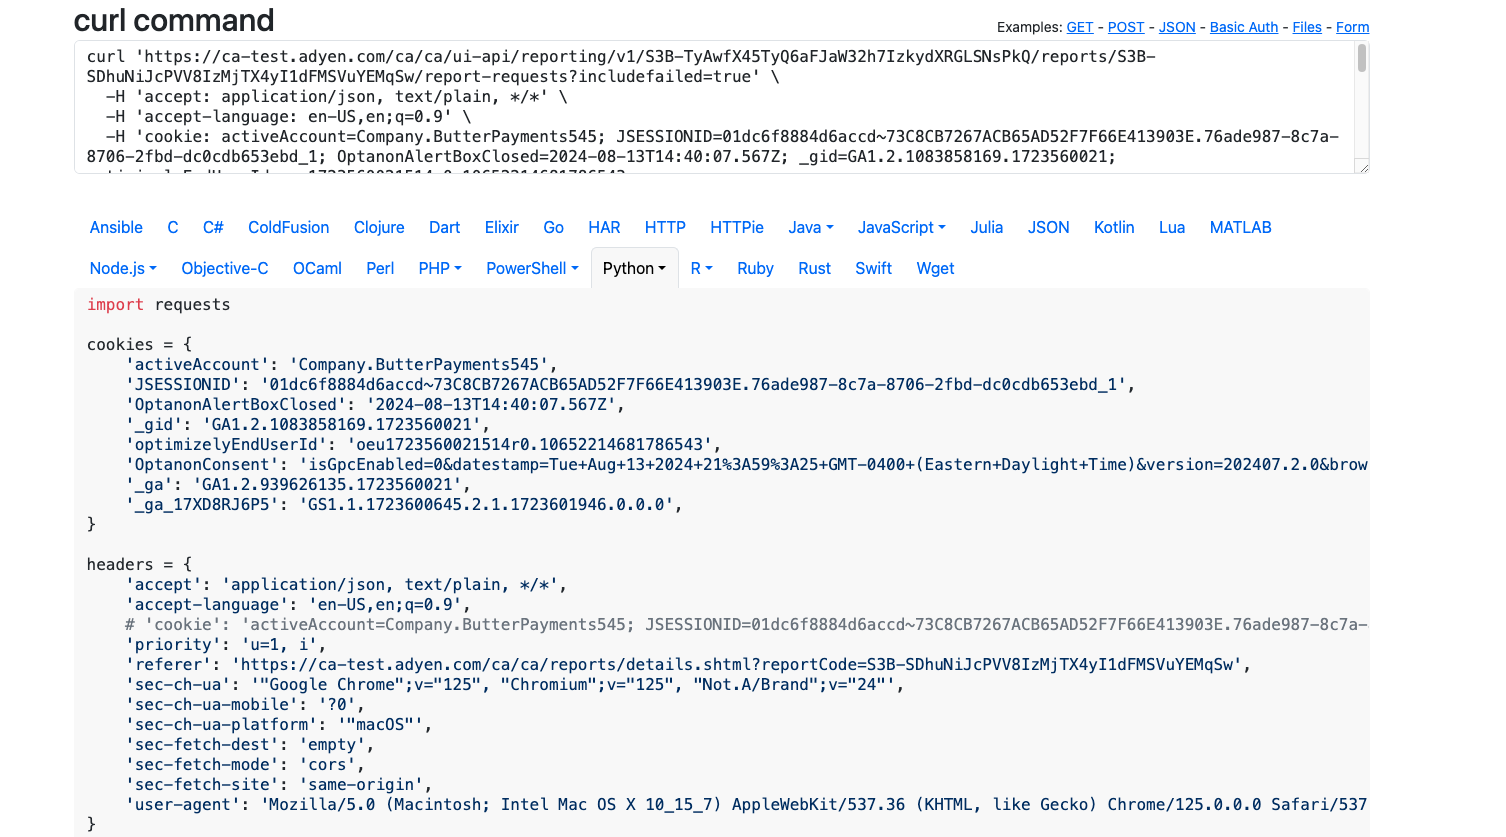 curl command
Examples: GET - POST - JSON - Basic Auth - Files - Form
curl 'https://ca-test.adyen.com/ca/ca/ui-api/reporting/v1/S3B-TyAwfX45TyQ6aFJaW32h7IzkydXRGLSNsPkQ/reports/S3B-
SDhuNiJcPVV8IzMjTX4yI1dFMSVuYEMqSw/report-requests?includefailed=true' \
  -H 'accept: application/json, text/plain, */*' \
  -H 'accept-language: en-US,en;q=0.9' \
  -H 'cookie: activeAccount=Company.ButterPayments545; JSESSIONID=01dc6f8884d6accd~73C8CB7267ACB65AD52F7F66E413903E.76ade987-8c7a-
8706-2fbd-dc0cdb653ebd_1; OptanonAlertBoxClosed=2024-08-13T14:40:07.567Z; _gid=GA1.2.1083858169.1723560021;
Ansible C C# ColdFusion Clojure Dart Elixir Go HAR HTTP HTTPie Java JavaScript Julia JSON Kotlin Lua MATLAB
Node.js Objective-C OCaml Perl PHP PowerShell Python R Ruby Rust Swift Wget
import requests
cookies = {
    'activeAccount': 'Company.ButterPayments545',
    'JSESSIONID': '01dc6f8884d6accd~73C8CB7267ACB65AD52F7F66E413903E.76ade987-8c7a-8706-2fbd-dc0cdb653ebd_1',
    'OptanonAlertBoxClosed': '2024-08-13T14:40:07.567Z',
    '_gid': 'GA1.2.1083858169.1723560021',
    'optimizelyEndUserId': 'oeu1723560021514r0.10652214681786543',
    'OptanonConsent': 'isGpcEnabled=0&datestamp=Tue+Aug+13+2024+21%3A59%3A25+GMT-0400+(Eastern+Daylight+Time)&version=202407.2.0&brow
    '_ga': 'GA1.2.939626135.1723560021',
    '_ga_17XD8RJ6P5': 'GS1.1.1723600645.2.1.1723601946.0.0.0',
}
headers = {
    'accept': 'application/json, text/plain, */*',
    'accept-language': 'en-US,en;q=0.9',
    # 'cookie': 'activeAccount=Company.ButterPayments545; JSESSIONID=01dc6f8884d6accd~73C8CB7267ACB65AD52F7F66E413903E.76ade987-8c7a-
    'priority': 'u=1, i',
    'referer': 'https://ca-test.adyen.com/ca/ca/reports/details.shtml?reportCode=S3B-SDhuNiJcPVV8IzMjTX4yI1dFMSVuYEMqSw',
    'sec-ch-ua': '"Google Chrome";v="125", "Chromium";v="125", "Not.A/Brand";v="24"',
    'sec-ch-ua-mobile': '?0',
    'sec-ch-ua-platform': '"macOS"',
    'sec-fetch-dest': 'empty',
    'sec-fetch-mode': 'cors',
    'sec-fetch-site': 'same-origin',
    'user-agent': 'Mozilla/5.0 (Macintosh; Intel Mac OS X 10_15_7) AppleWebKit/537.36 (KHTML, like Gecko) Chrome/125.0.0.0 Safari/537
}